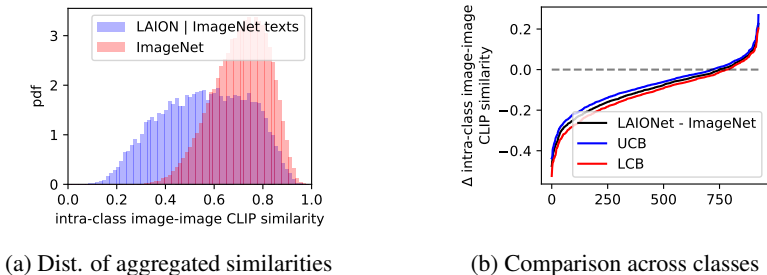 LAION | ImageNet texts
ImageNet
3
2
1
0
pdf
0.0 0.2 0.4 0.6 0.8 1.0
intra-class image-image CLIP similarity
(a) Dist. of aggregated similarities
Δ intra-class image-image
CLIP similarity
0.2
0.0
−0.2
−0.4
LAIONet - ImageNet
UCB
LCB
0 250 500 750
(b) Comparison across classes